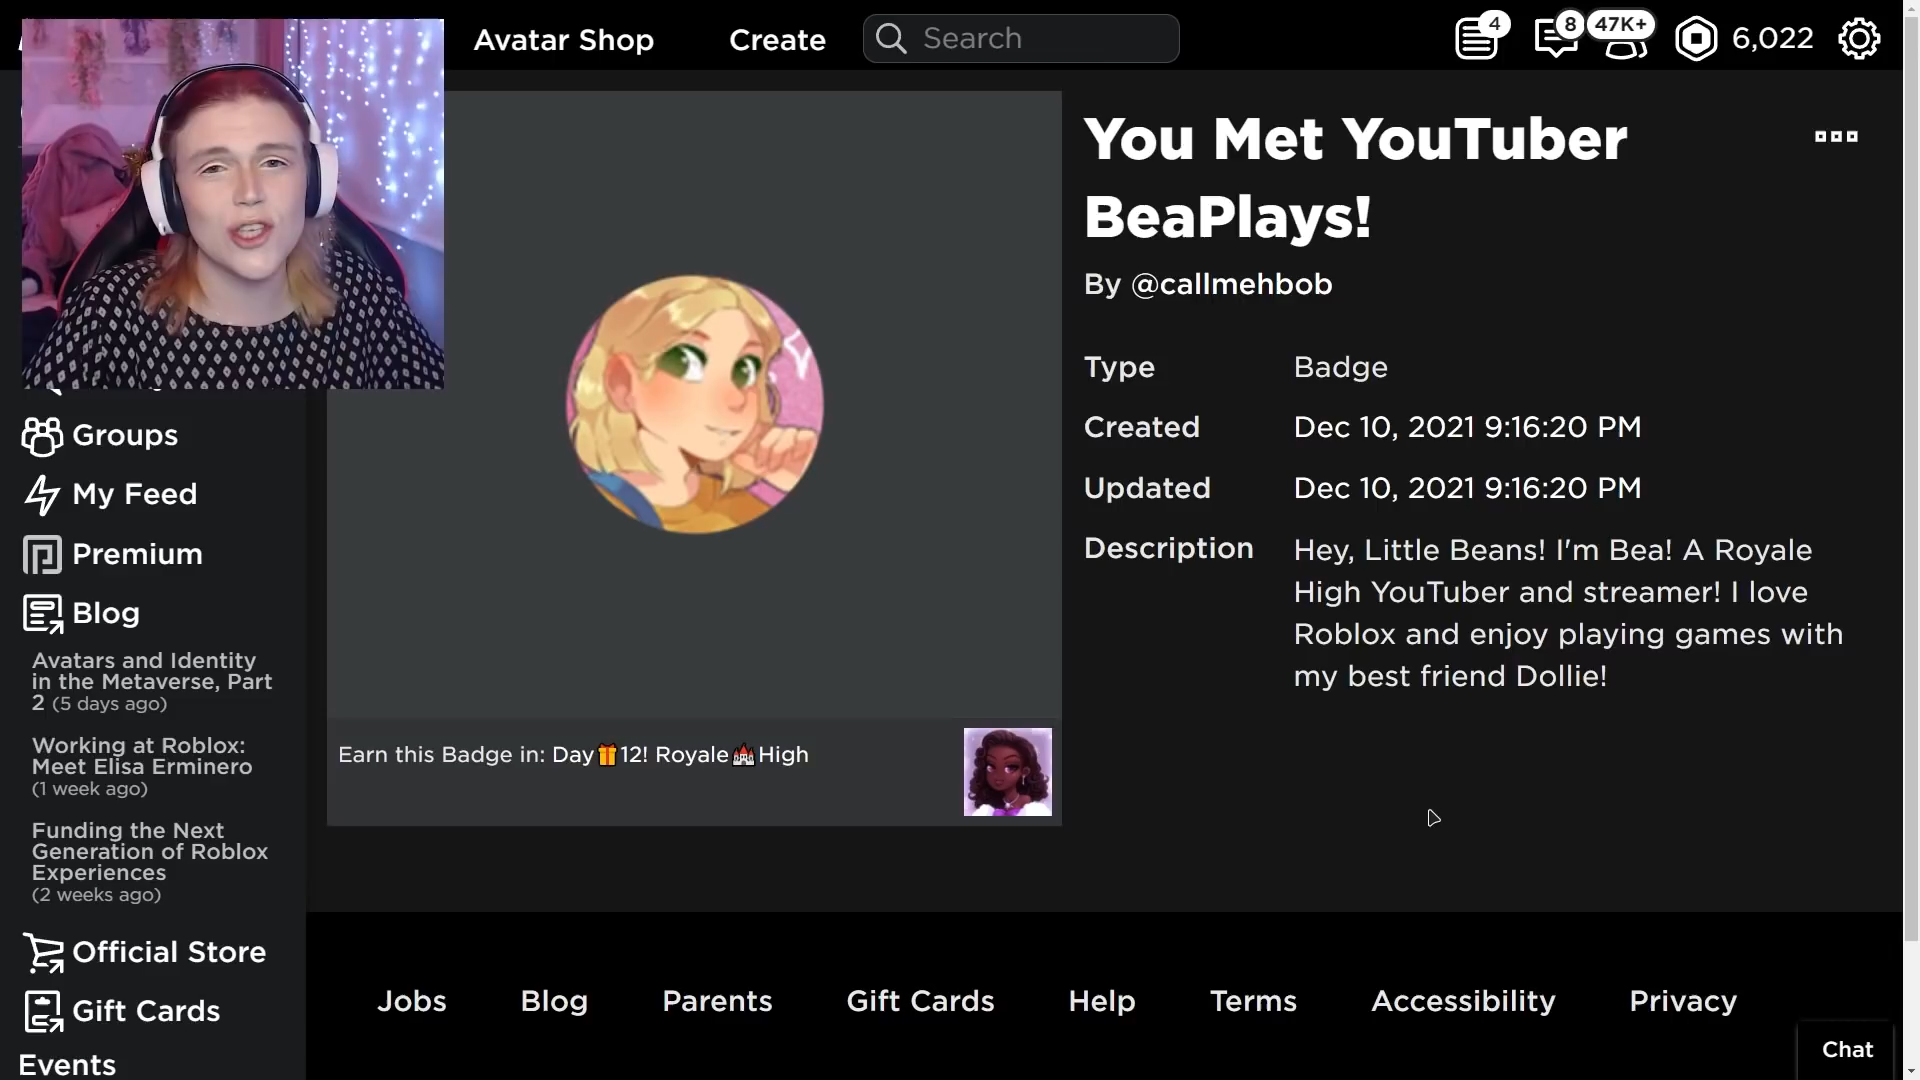 Avatar Shop
Create
Search
4
8
47K+
6,022
You Met YouTuber
BeaPlays!
By @callmehbob
Type
Badge
Created
Dec 10, 2021 9:16:20 PM
Updated
Dec 10, 2021 9:16:20 PM
Description
Hey, Little Beans! I'm Bea! A Royale
High YouTuber and streamer! I love
Roblox and enjoy playing games with
my best friend Dollie!
Earn this Badge in: Day🎁12! Royale🏰High
Groups
My Feed
Premium
Blog
Avatars and Identity
in the Metaverse, Part
2 (5 days ago)
Working at Roblox:
Meet Elisa Erminero
(1 week ago)
Funding the Next
Generation of Roblox
Experiences
(2 weeks ago)
Official Store
Gift Cards
Events
Jobs
Blog
Parents
Gift Cards
Help
Terms
Accessibility
Privacy
Chat